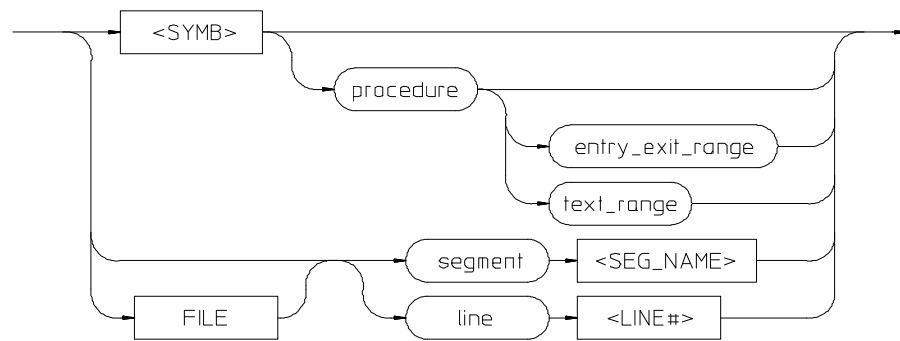 <SYMB>
procedure
entry_exit_range
text_range
segment <SEG_NAME>
FILE line <LINE#>